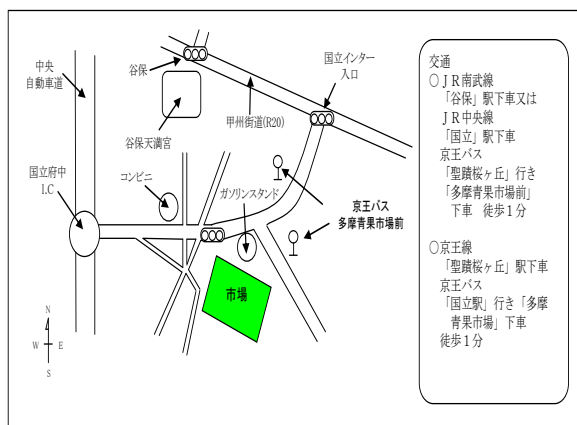 中央
自動車道
谷保
国立インター
入口
谷保天満宮
甲州街道(R20)
国立府中
I.C
コンビニ
ガソリンスタンド
京王バス
多摩青果市場前
市場
N
W E
S
交通
○ＪＲ南武線
「谷保」駅下車又は
ＪＲ中央線
「国立」駅下車
京王バス
「聖蹟桜ヶ丘」行き
「多摩青果市場前」
下車 徒歩１分
○京王線
「聖蹟桜ヶ丘」駅下車
京王バス
「国立駅」行き「多摩
青果市場」下車
徒歩１分